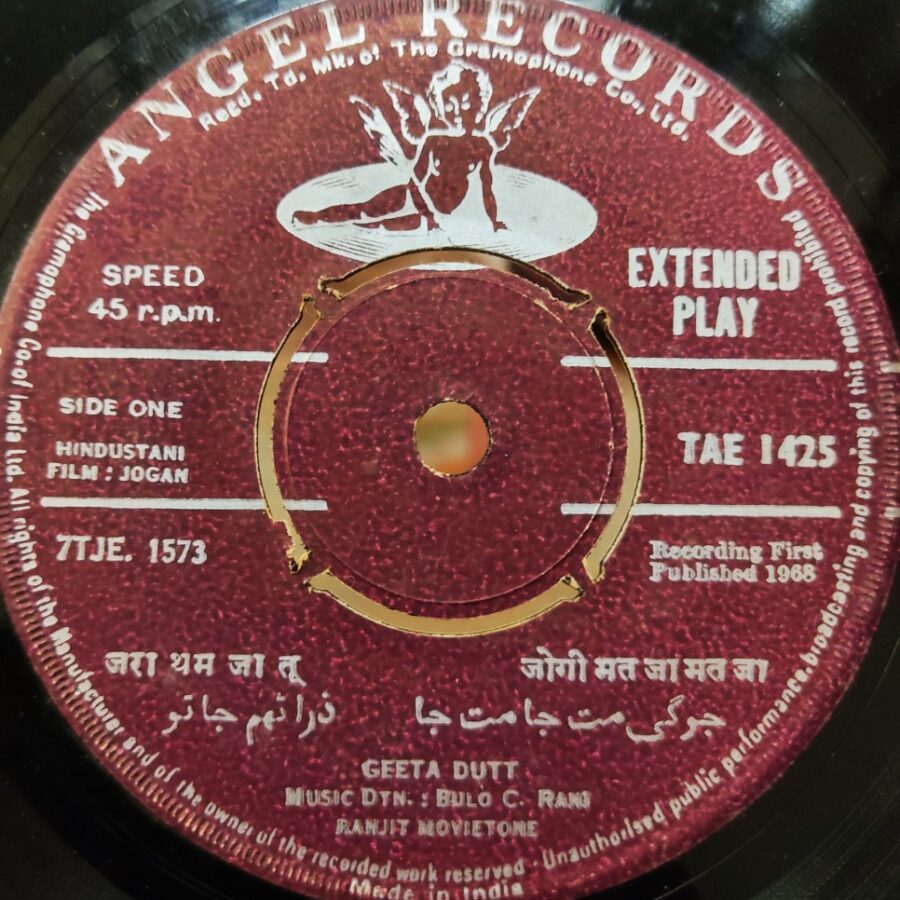 ANGEL RECORDS
Regd. Td. Mk. of The Gramophone Co., Ltd.
SPEED
45 r.p.m.
EXTENDED
PLAY
SIDE ONE
HINDUSTANI
FILM : JOGAN
TAE 1425
7TJE. 1573
Recording First
Published 1968
जरा थम जा तू
जोगी मत जा मत जा
ذرا تھم جا تو
جوگی مت جا مت جا
GEETA DUTT
MUSIC DTN. : BULO C. RANI
RANJIT MOVIETONE
the Gramophone Co. of India Ltd. All rights of the Manufacturer and of the owner of the recorded work reserved · Unauthorised public performance, broadcasting and copying of this record prohibited
Made in India